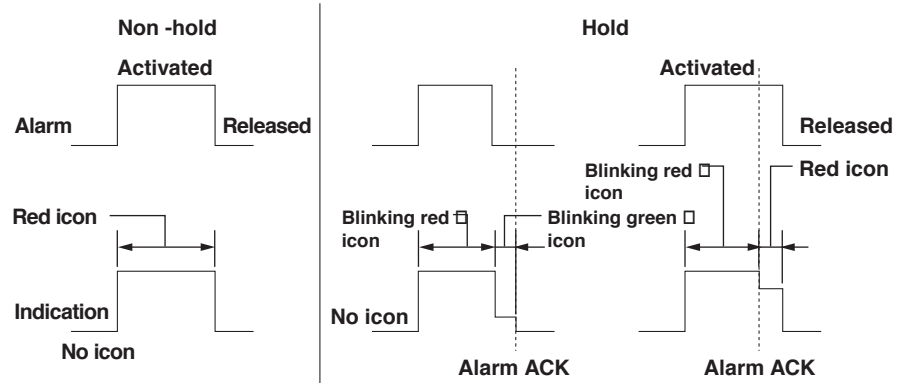 Non -hold
Hold
Activated
Activated
Alarm
Released
Released
Blinking red □
icon
Red icon
Red icon
Blinking red □
icon
Blinking green □
icon
Indication
No icon
No icon
Alarm ACK
Alarm ACK